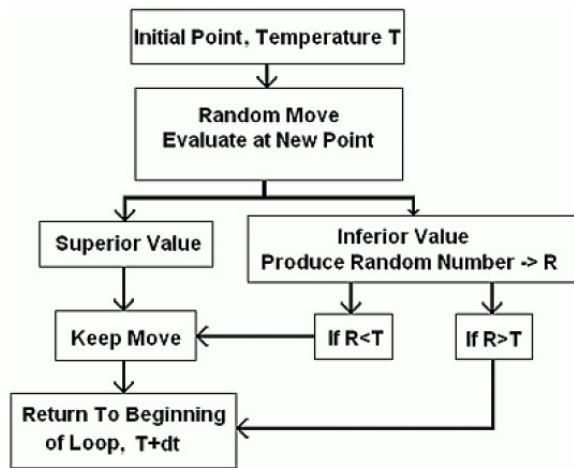 Initial Point, Temperature T
Random Move
Evaluate at New Point
Superior Value
Inferior Value
Produce Random Number -> R
Keep Move
If R<T
If R>T
Return To Beginning
of Loop, T+dt